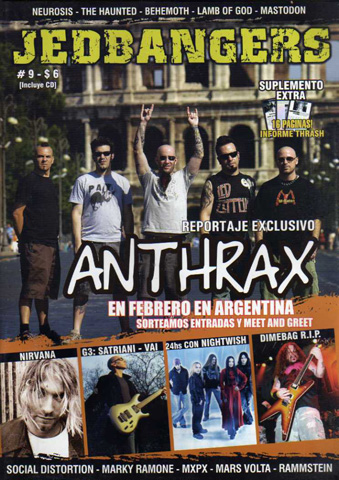 NEUROSIS - THE HAUNTED - BEHEMOTH - LAMB OF GOD - MASTODON
JEDBANGERS
# 9 - $ 6
[Incluye CD]
SUPLEMENTO
EXTRA
16 PAGINAS!
INFORME THRASH
REPORTAJE EXCLUSIVO
ANTHRAX
EN FEBRERO EN ARGENTINA
SORTEAMOS ENTRADAS Y MEET AND GREET
NIRVANA
G3: SATRIANI - VAI
24hs CON NIGHTWISH
DIMEBAG R.I.P.
SOCIAL DISTORTION - MARKY RAMONE - MXPX - MARS VOLTA - RAMMSTEIN